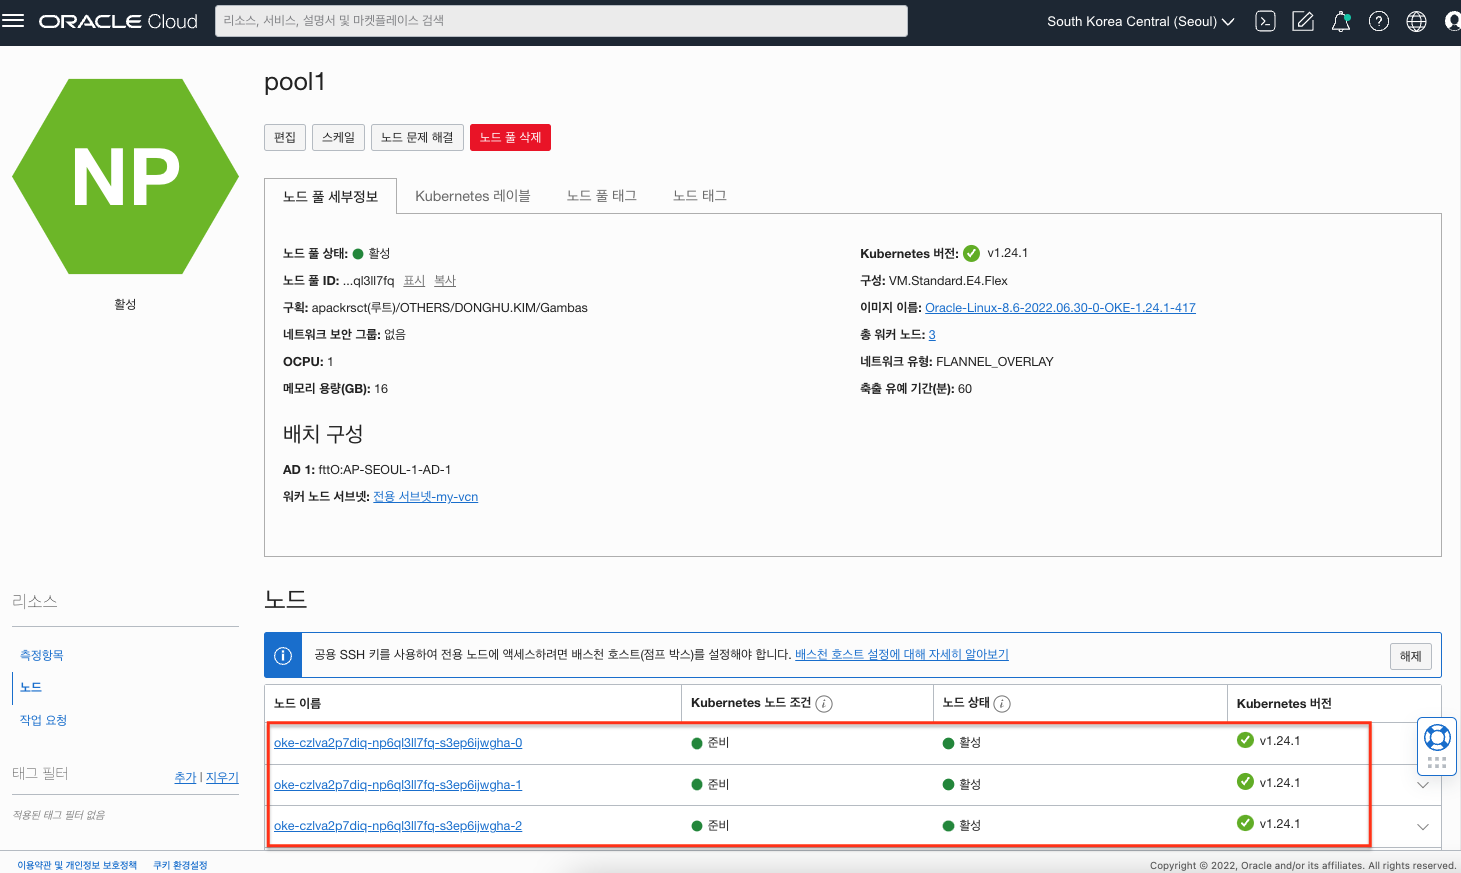 ORACLE Cloud
리소스, 서비스, 설명서 및 마켓플레이스 검색
South Korea Central (Seoul)
NP
활성
pool1
편집 스케일 노드 문제 해결 노드 풀 삭제
노드 풀 세부정보 Kubernetes 레이블 노드 풀 태그 노드 태그
노드 풀 상태: 활성
노드 풀 ID: ...ql3ll7fq 표시 복사
구획: apackrsct(루트)/OTHERS/DONGHU.KIM/Gambas
네트워크 보안 그룹: 없음
OCPU: 1
메모리 용량(GB): 16
Kubernetes 버전: v1.24.1
구성: VM.Standard.E4.Flex
이미지 이름: Oracle-Linux-8.6-2022.06.30-0-OKE-1.24.1-417
총 워커 노드: 3
네트워크 유형: FLANNEL_OVERLAY
축출 유예 기간(분): 60
배치 구성
AD 1: fttO:AP-SEOUL-1-AD-1
워커 노드 서브넷: 전용 서브넷-my-vcn
리소스
측정항목
노드
작업 요청
태그 필터 추가 | 지우기
적용된 태그 필터 없음
노드
공용 SSH 키를 사용하여 전용 노드에 액세스하려면 배스천 호스트(점프 박스)를 설정해야 합니다. 배스천 호스트 설정에 대해 자세히 알아보기
해제
노드 이름 Kubernetes 노드 조건 노드 상태 Kubernetes 버전
oke-czlva2p7diq-np6ql3ll7fq-s3ep6ijwgha-0 준비 활성 v1.24.1
oke-czlva2p7diq-np6ql3ll7fq-s3ep6ijwgha-1 준비 활성 v1.24.1
oke-czlva2p7diq-np6ql3ll7fq-s3ep6ijwgha-2 준비 활성 v1.24.1
이용약관 및 개인정보 보호정책 쿠키 환경설정
Copyright © 2022, Oracle and/or its affiliates. All rights reserved.